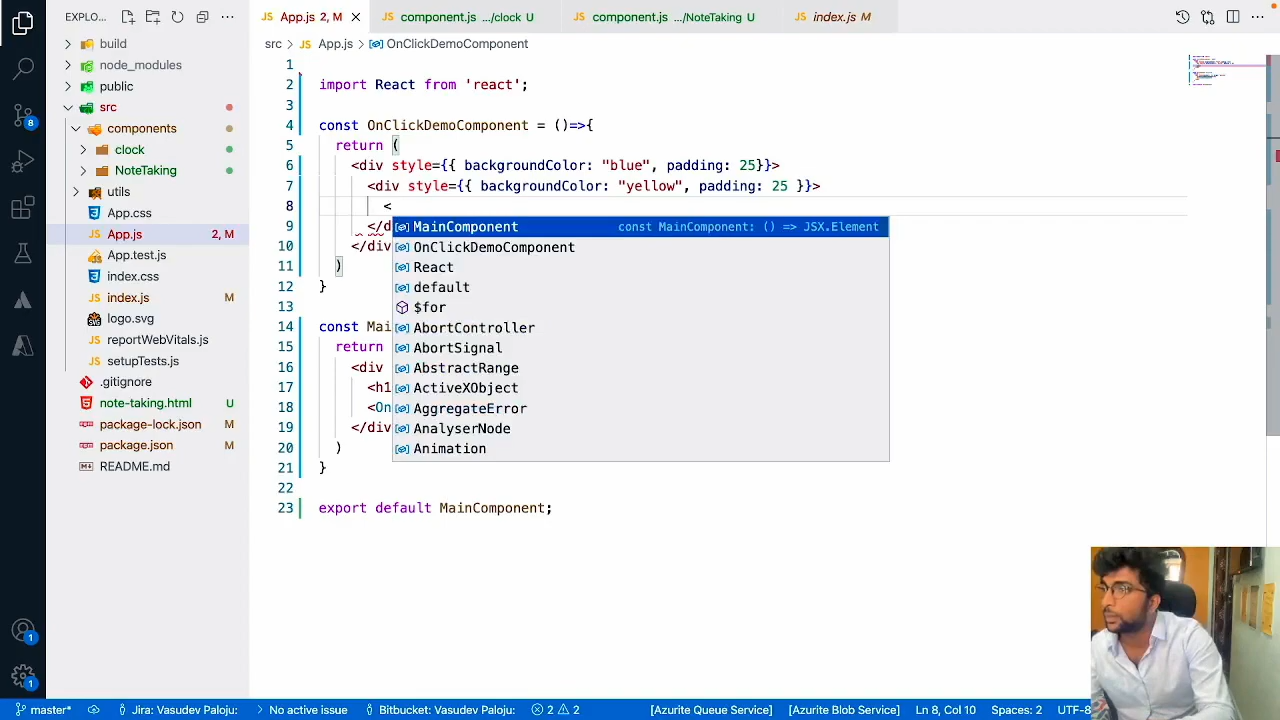 EXPLO...
App.js 2, M
component.js .../clock U
component.js .../NoteTaking U
index.js M
src
App.js
OnClickDemoComponent
build
node_modules
public
src
components
clock
NoteTaking
utils
App.css
App.js 2, M
App.test.js
index.css
index.js M
logo.svg
reportWebVitals.js
setupTests.js
.gitignore
note-taking.html U
package-lock.json M
package.json M
README.md
1
2 import React from 'react';
3
4 const OnClickDemoComponent = ()=>{
5 return (
6 <div style={{ backgroundColor: "blue", padding: 25}}>
7 <div style={{ backgroundColor: "yellow", padding: 25 }}>
8 <
9 </d
10 </div
11 )
12 }
13
14 const Mai
15 return
16 <div
17 <h1
18 <On
19 </div
20 )
21 }
22
23 export default MainComponent;
MainComponent const MainComponent: () => JSX.Element
OnClickDemoComponent
React
default
$for
AbortController
AbortSignal
AbstractRange
ActiveXObject
AggregateError
AnalyserNode
Animation
8
1
1
master*
Jira: Vasudev Paloju:
No active issue
Bitbucket: Vasudev Paloju:
2 2
[Azurite Queue Service]
[Azurite Blob Service]
Ln 8, Col 10
Spaces: 2
UTF-8